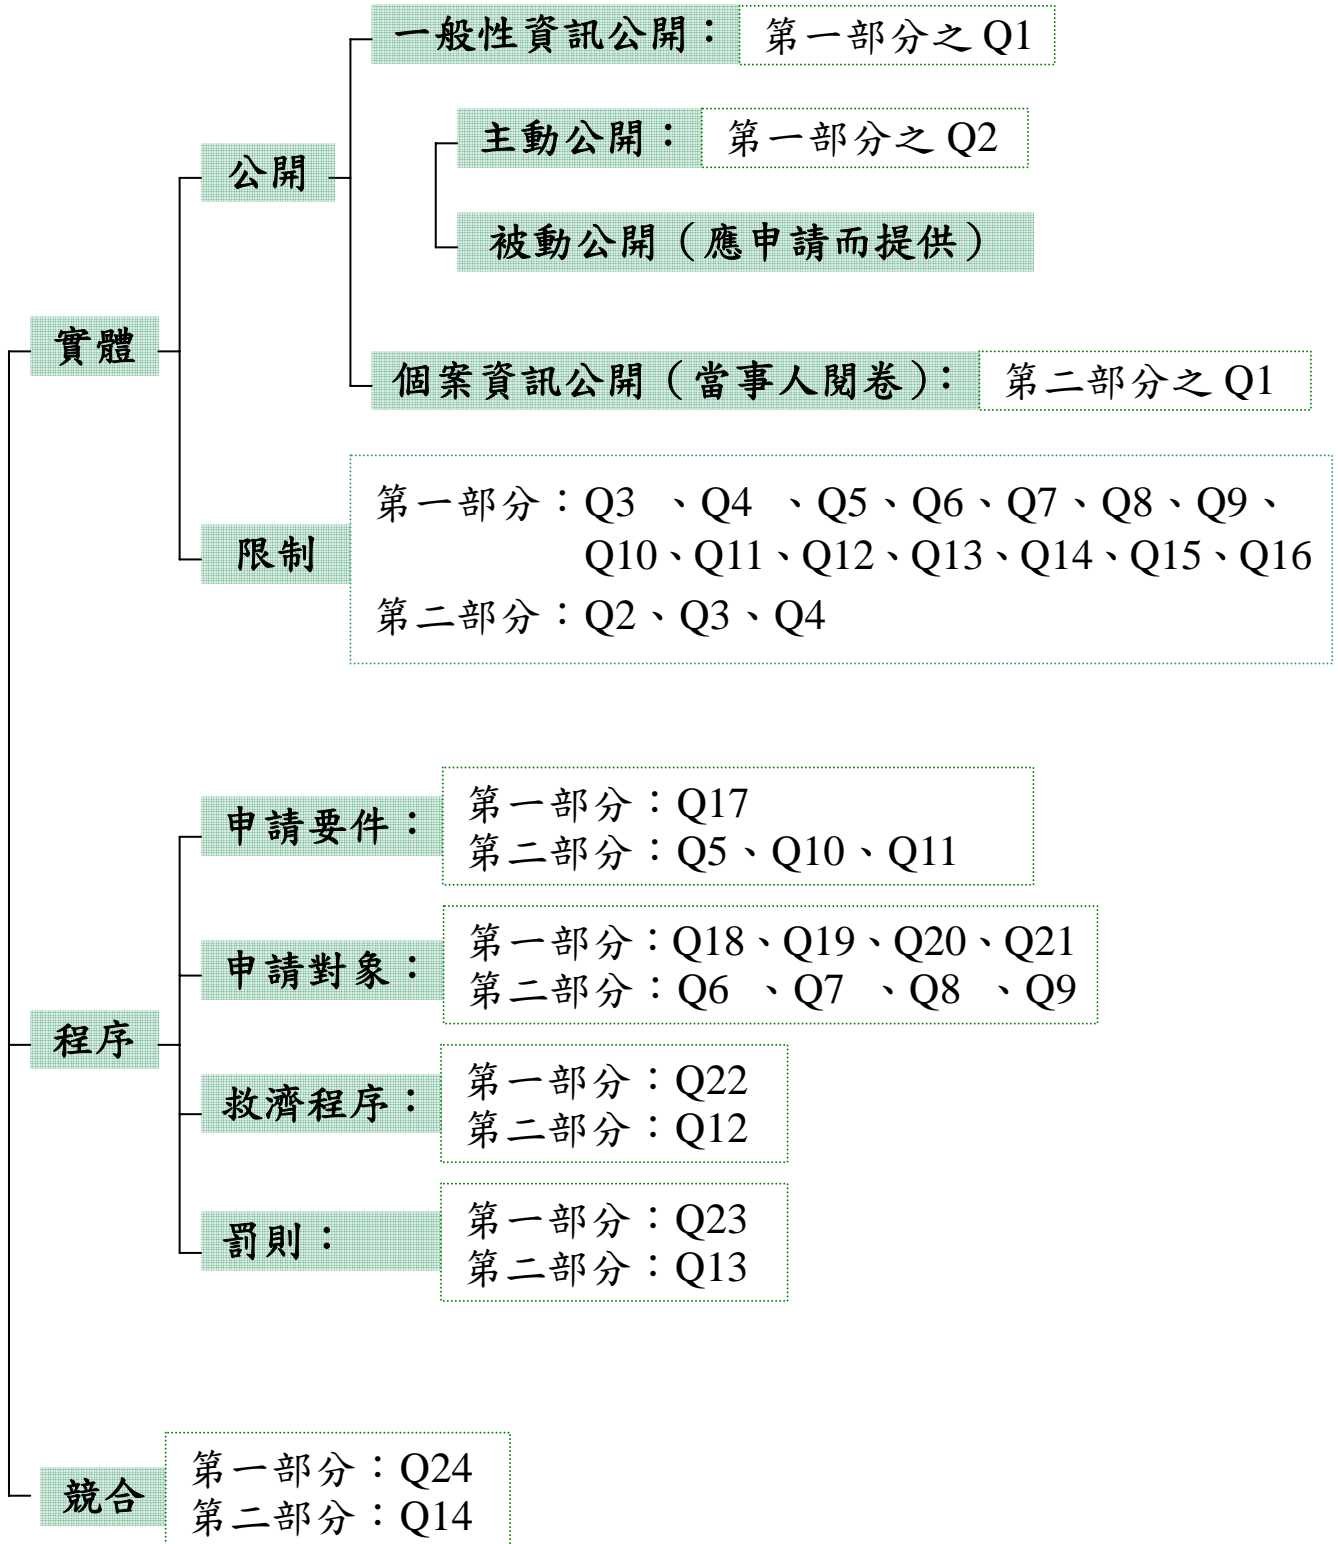 一般性資訊公開：
第一部分之 Q1
主動公開：
第一部分之 Q2
公開
被動公開（應申請而提供）
實體
個案資訊公開（當事人閱卷）：
第二部分之 Q1
限制
第一部分：Q3 、Q4 、Q5、Q6、Q7、Q8、Q9、
Q10、Q11、Q12、Q13、Q14、Q15、Q16
第二部分：Q2、Q3、Q4
程序
申請要件：
第一部分：Q17
第二部分：Q5、Q10、Q11
申請對象：
第一部分：Q18、Q19、Q20、Q21
第二部分：Q6 、Q7 、Q8 、Q9
救濟程序：
第一部分：Q22
第二部分：Q12
罰則：
第一部分：Q23
第二部分：Q13
競合
第一部分：Q24
第二部分：Q14